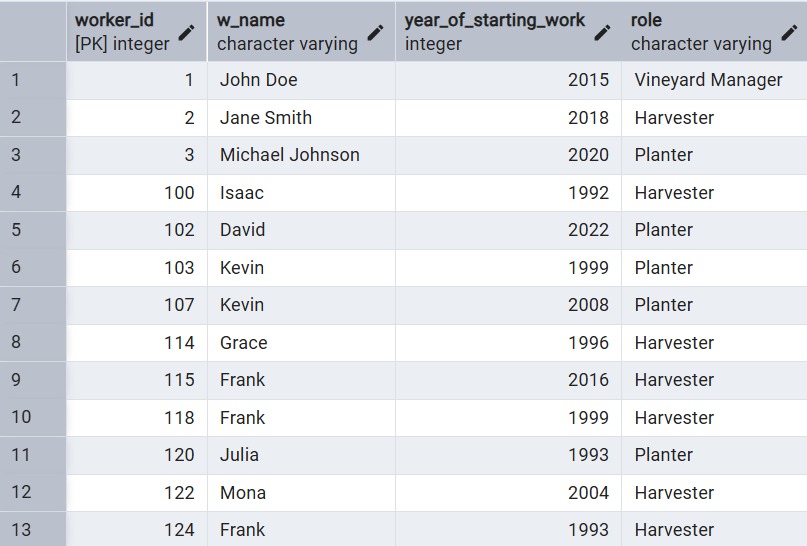 worker_id w_name year_of_starting_work role
[PK] integer character varying integer character varying
1 1 John Doe 2015 Vineyard Manager
2 2 Jane Smith 2018 Harvester
3 3 Michael Johnson 2020 Planter
4 100 Isaac 1992 Harvester
5 102 David 2022 Planter
6 103 Kevin 1999 Planter
7 107 Kevin 2008 Planter
8 114 Grace 1996 Harvester
9 115 Frank 2016 Harvester
10 118 Frank 1999 Harvester
11 120 Julia 1993 Planter
12 122 Mona 2004 Harvester
13 124 Frank 1993 Harvester